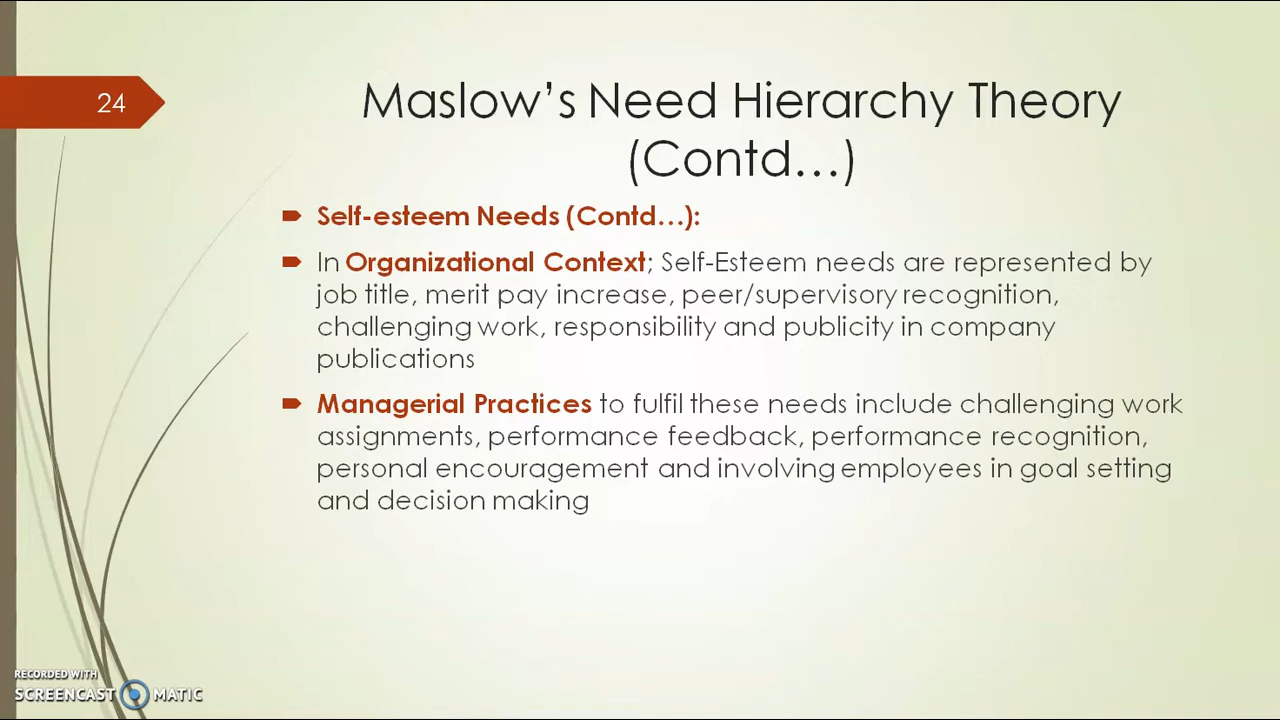 24
Maslow’s Need Hierarchy Theory
(Contd…)
Self-esteem Needs (Contd…):
In Organizational Context; Self-Esteem needs are represented by
job title, merit pay increase, peer/supervisory recognition,
challenging work, responsibility and publicity in company
publications
Managerial Practices to fulfil these needs include challenging work
assignments, performance feedback, performance recognition,
personal encouragement and involving employees in goal setting
and decision making
RECORDED WITH
SCREENCAST MATIC